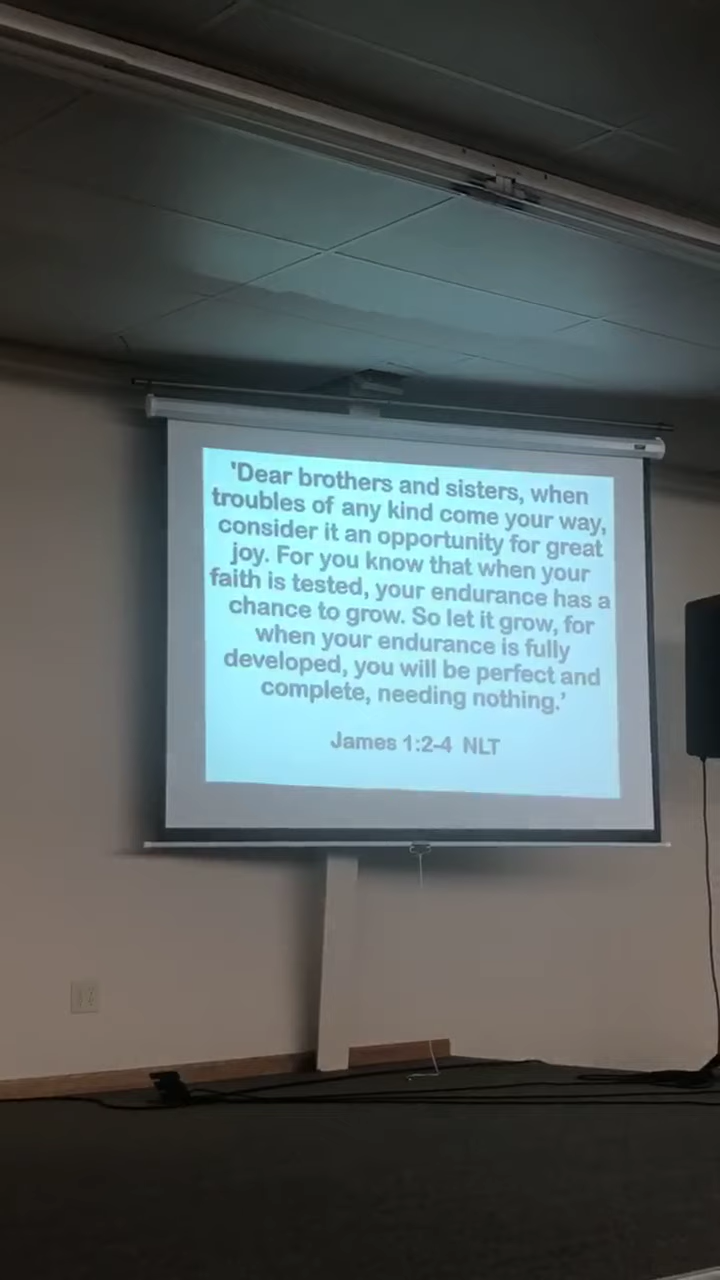 'Dear brothers and sisters, when
troubles of any kind come your way,
consider it an opportunity for great
joy. For you know that when your
faith is tested, your endurance has a
chance to grow. So let it grow, for
when your endurance is fully
developed, you will be perfect and
complete, needing nothing.’
James 1:2-4 NLT